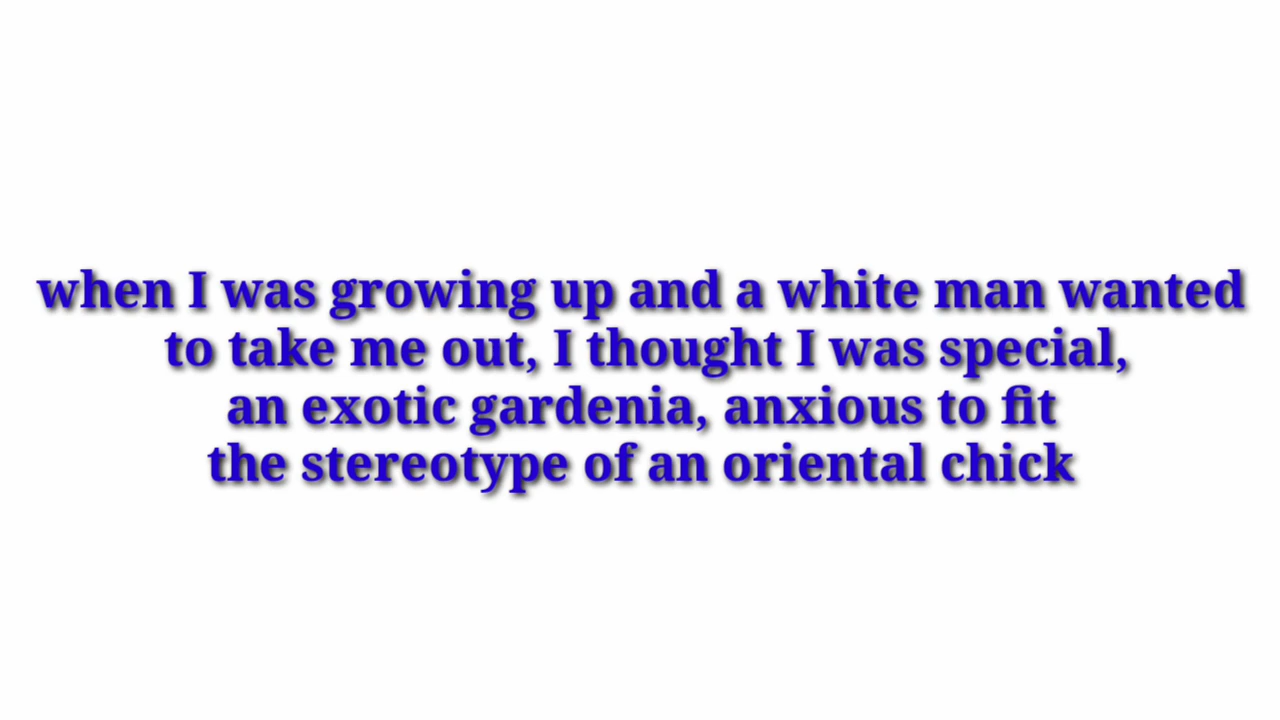 when I was growing up and a white man wanted
to take me out, I thought I was special,
an exotic gardenia, anxious to fit
the stereotype of an oriental chick